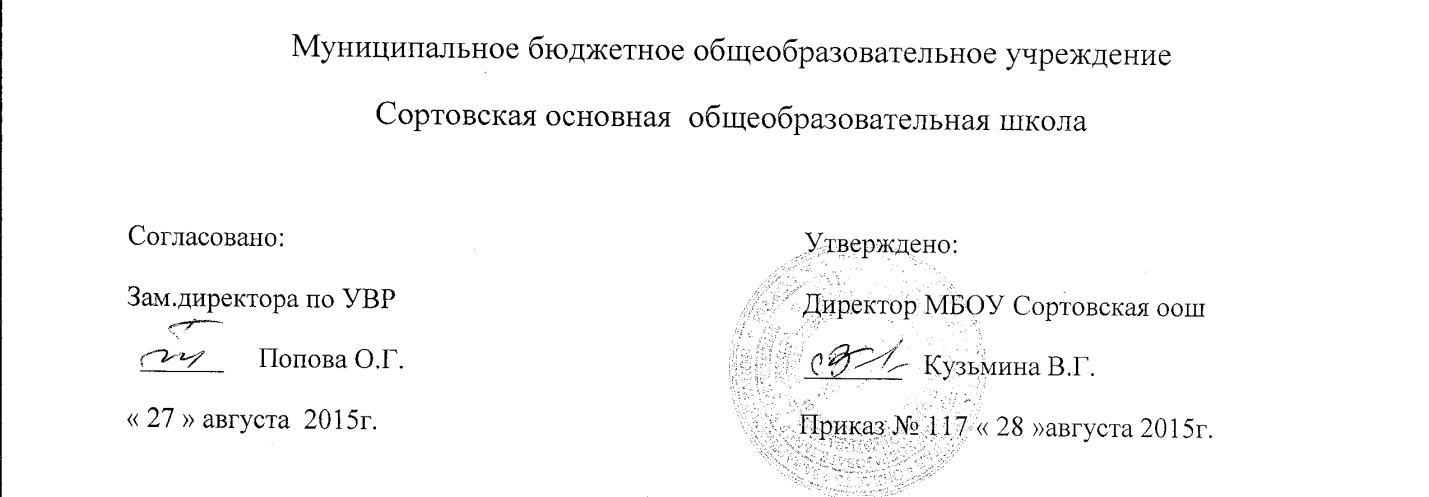 Муниципальное бюджетное общеобразовательное учреждение
Сортовская основная  общеобразовательная школа
Согласовано:
Зам.директора по УВР
Попова О.Г.
« 27 » августа  2015г.
Утверждено:
Директор МБОУ Сортовская оош
Кузьмина В.Г.
Приказ № 117 « 28 »августа 2015г.